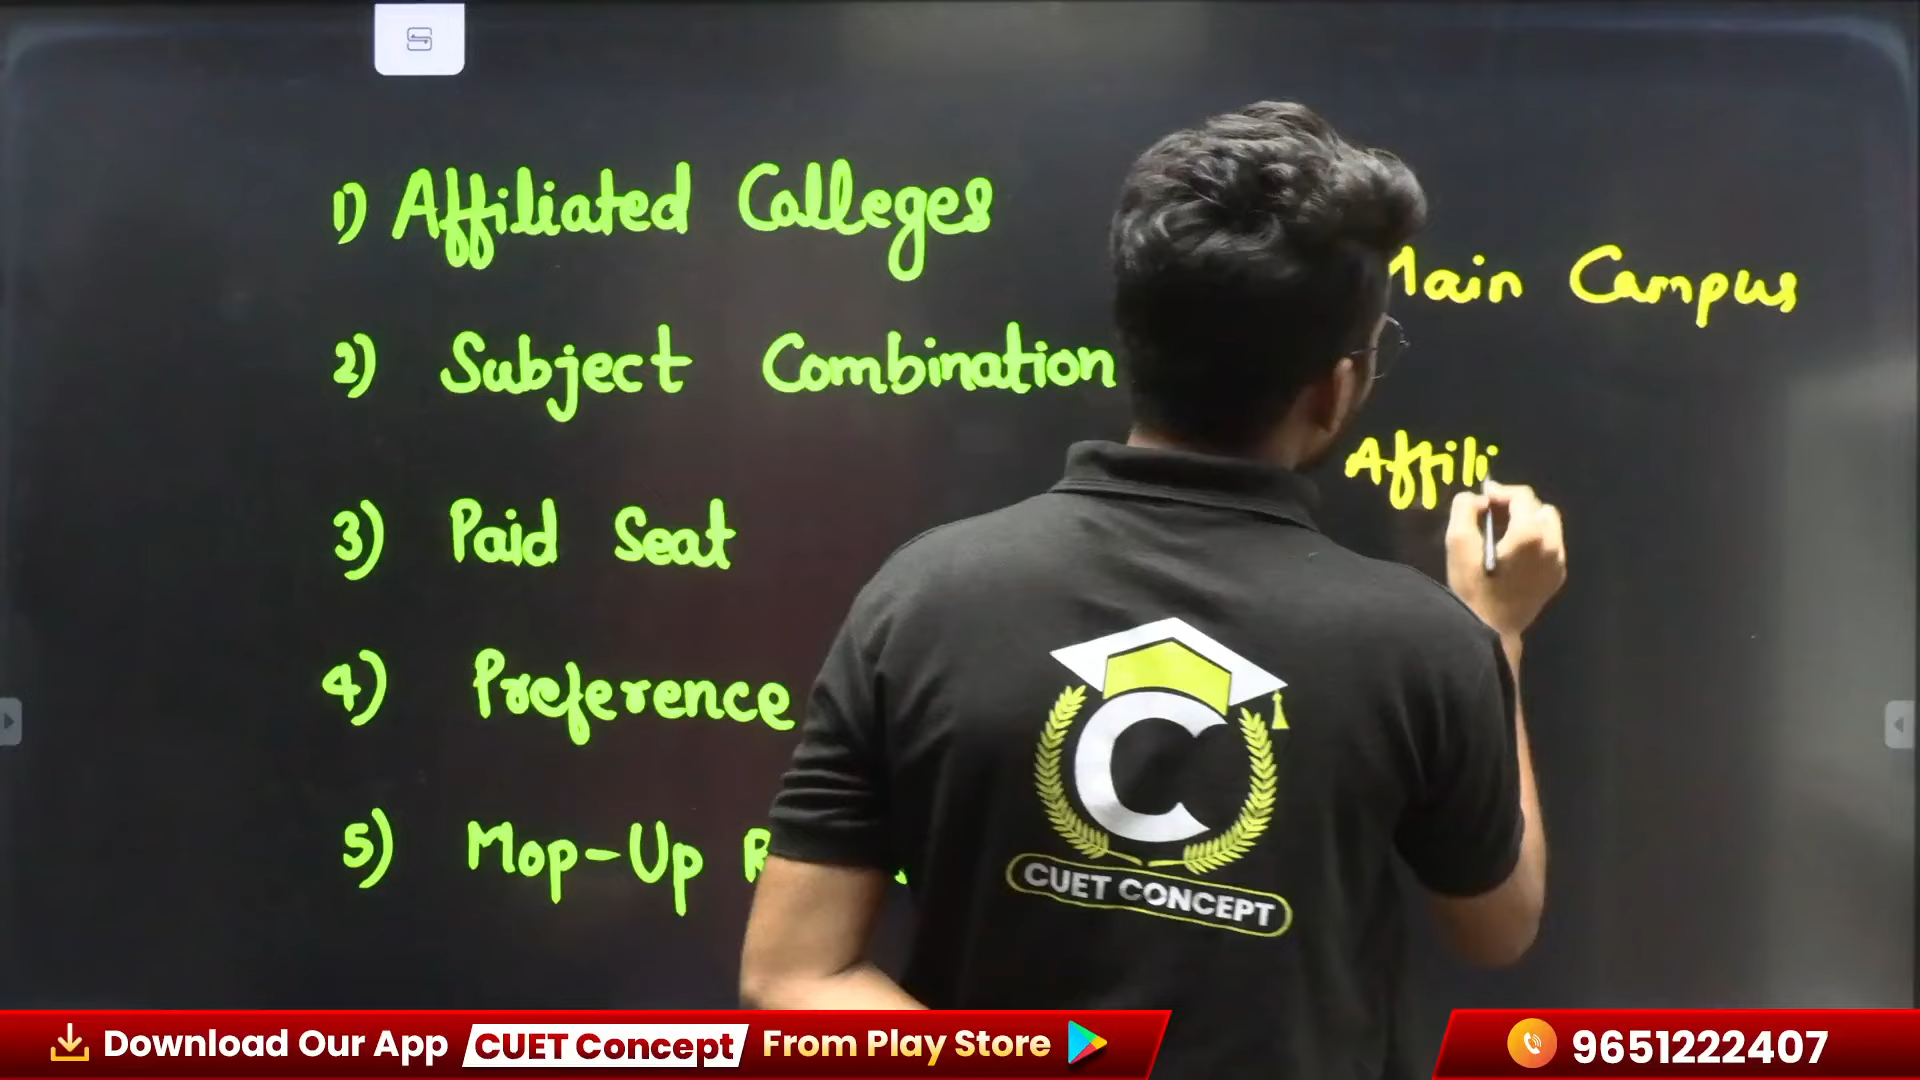 1) Affiliated Colleges
2) Subject Combination
3) Paid Seat
4) Preference
5) Mop-Up
Campus
Affili
C
CUET CONCEPT
Download Our App CUET Concept From Play Store
9651222407